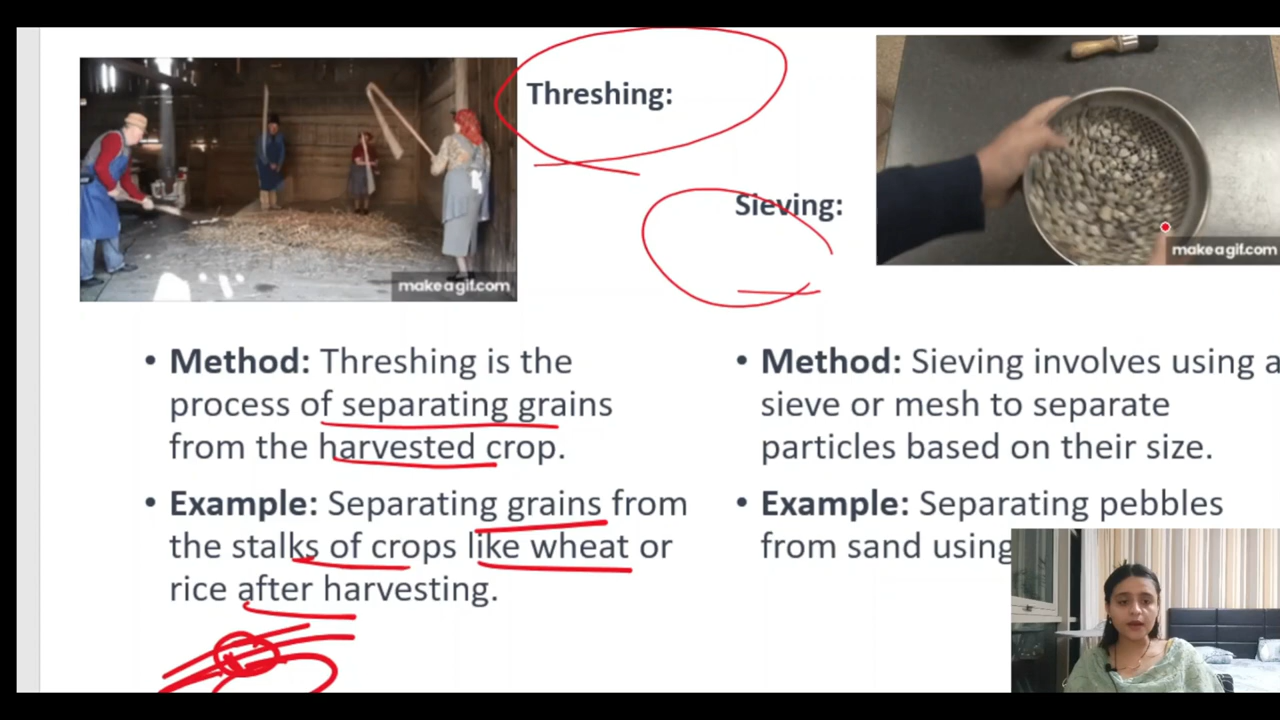 Threshing:
makeagif.com
Sieving:
makeagif.com
• Method: Threshing is the
process of separating grains
from the harvested crop.
• Example: Separating grains from
the stalks of crops like wheat or
rice after harvesting.
• Method: Sieving involves using a
sieve or mesh to separate
particles based on their size.
• Example: Separating pebbles
from sand using